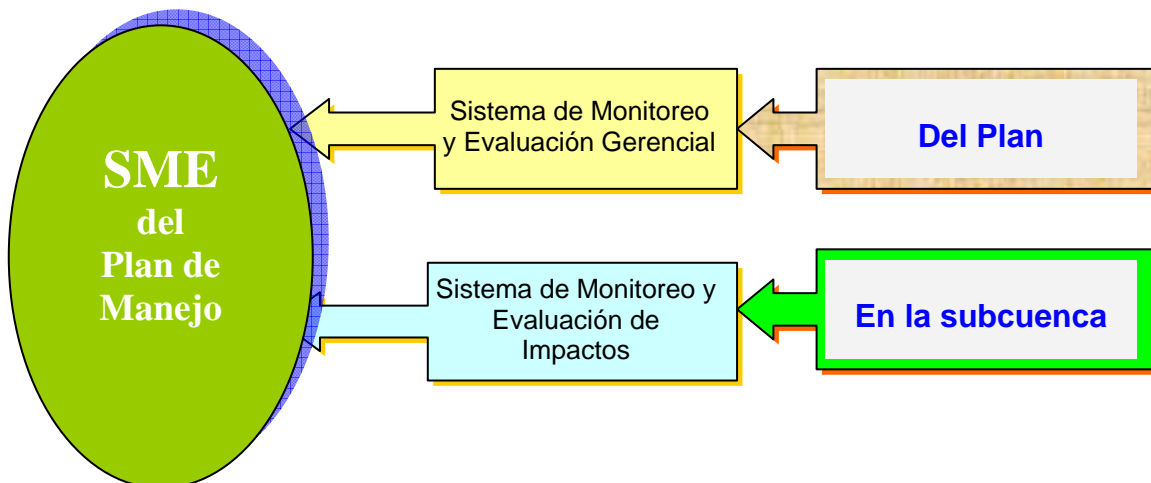 SME
del
Plan de
Manejo
Sistema de Monitoreo
y Evaluación Gerencial
Del Plan
Sistema de Monitoreo y
Evaluación de
Impactos
En la subcuenca